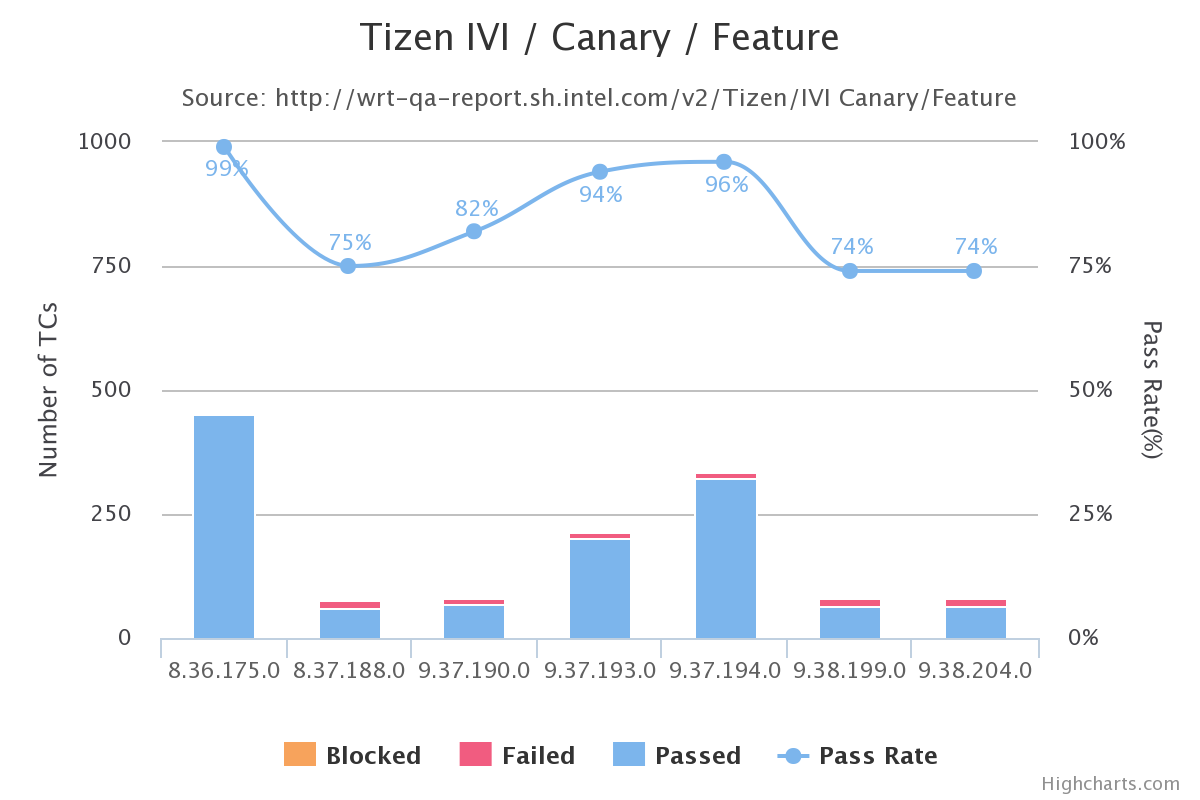 Tizen IVI / Canary / Feature
Source: http://wrt-qa-report.sh.intel.com/v2/Tizen/IVI Canary/Feature
1000
750
500
250
0
Number of TCs
100%
75%
50%
25%
0%
Pass Rate(%)
99%
75%
82%
94%
96%
74%
74%
8.36.175.0 8.37.188.0 9.37.190.0 9.37.193.0 9.37.194.0 9.38.199.0 9.38.204.0
Blocked Failed Passed Pass Rate
Highcharts.com